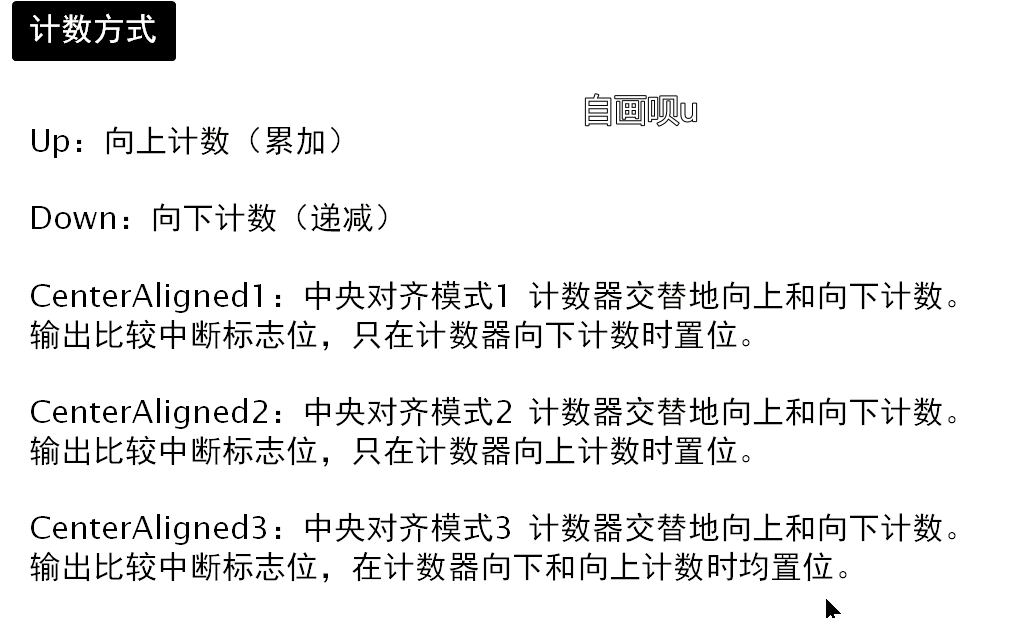 计数方式
自画呗u
Up：向上计数（累加）
Down：向下计数（递减）
CenterAligned1：中央对齐模式1 计数器交替地向上和向下计数。
输出比较中断标志位，只在计数器向下计数时置位。
CenterAligned2：中央对齐模式2 计数器交替地向上和向下计数。
输出比较中断标志位，只在计数器向上计数时置位。
CenterAligned3：中央对齐模式3 计数器交替地向上和向下计数。
输出比较中断标志位，在计数器向下和向上计数时均置位。